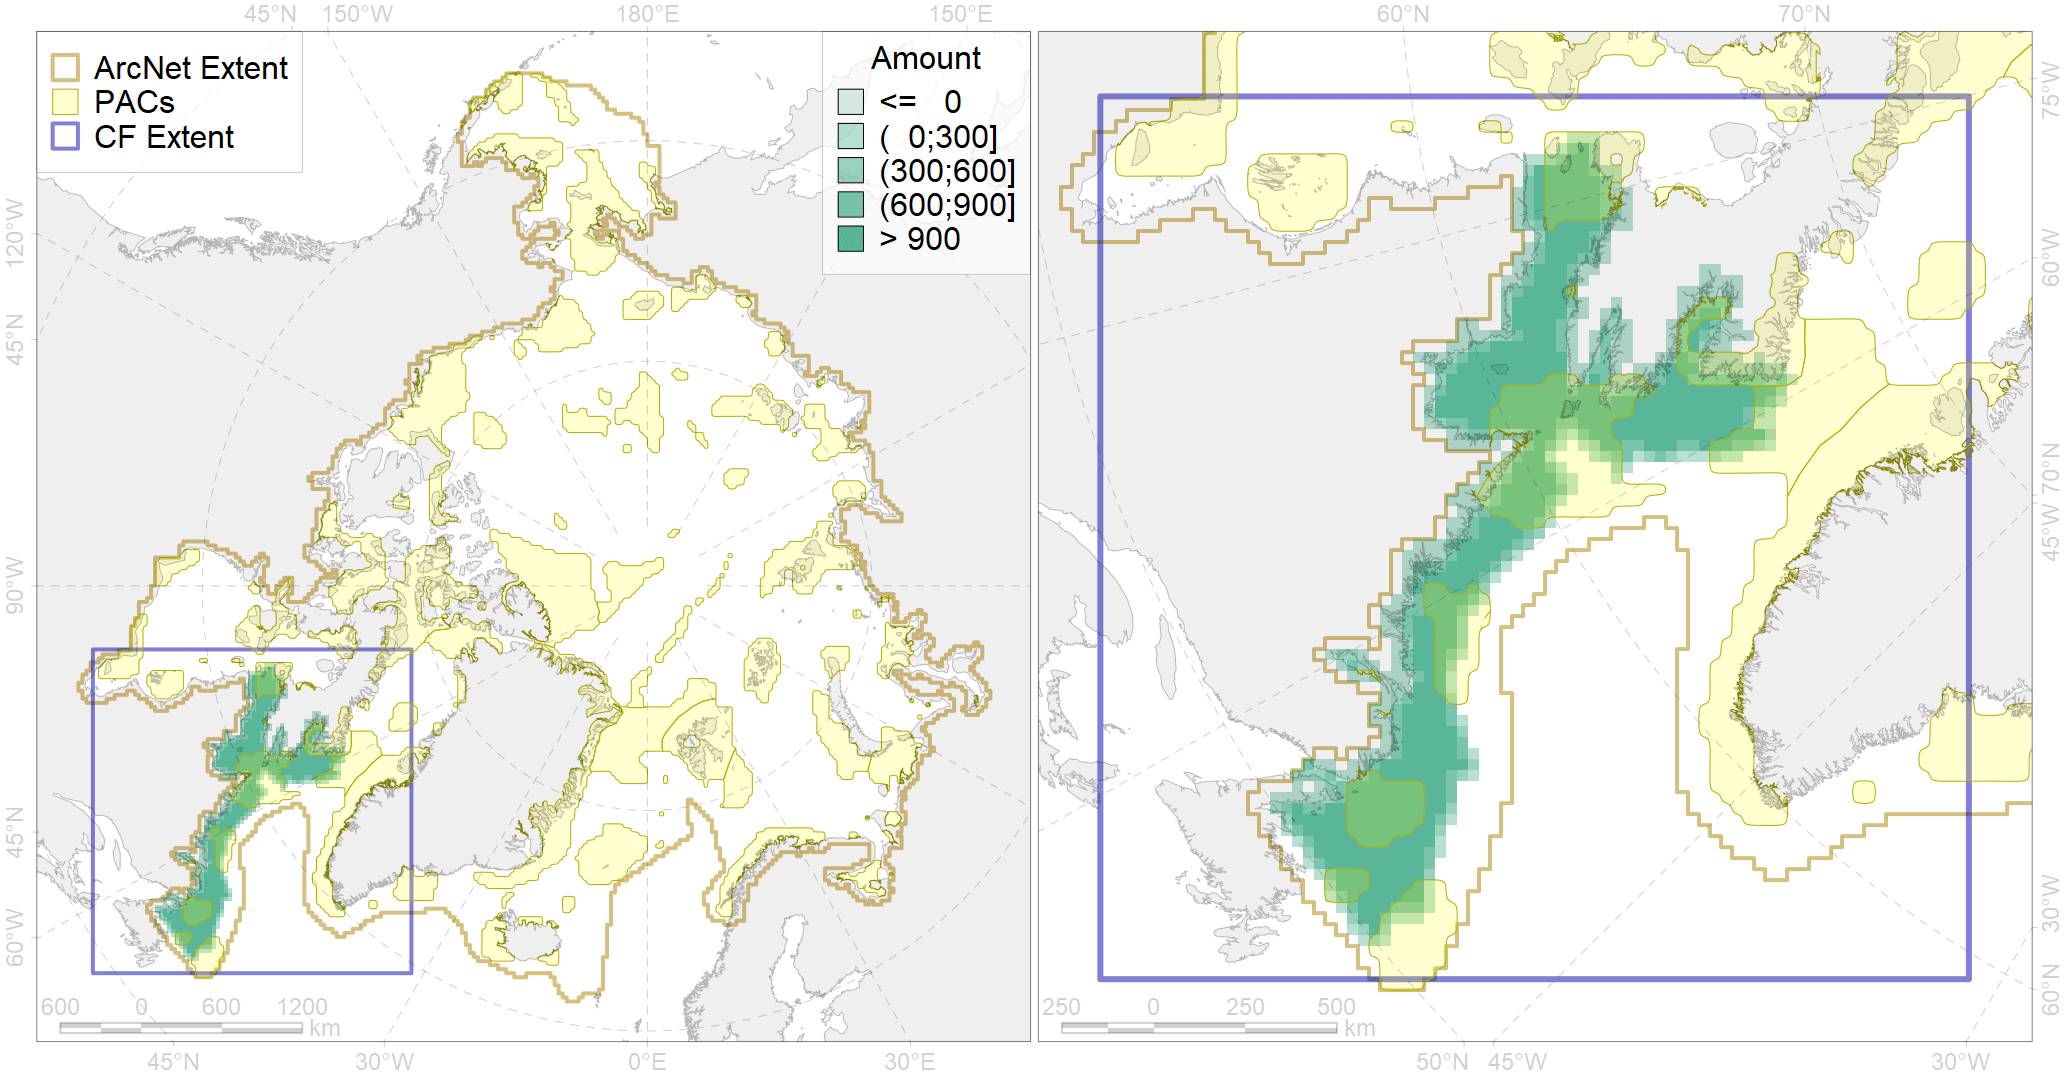 45°N 150°W 180°E 150°E 60°N 70°N
ArcNet Extent
PACs
CF Extent
Amount
<= 0
( 0;300]
(300;600]
(600;900]
> 900
120°W
45°N
90°W
45°N
60°W
75°W
60°W
70°N
45°W
30°W
60°N
600 0 600 1200
km
250 0 250 500
km
45°N 30°W 0°E 30°E 50°N 45°W 30°W